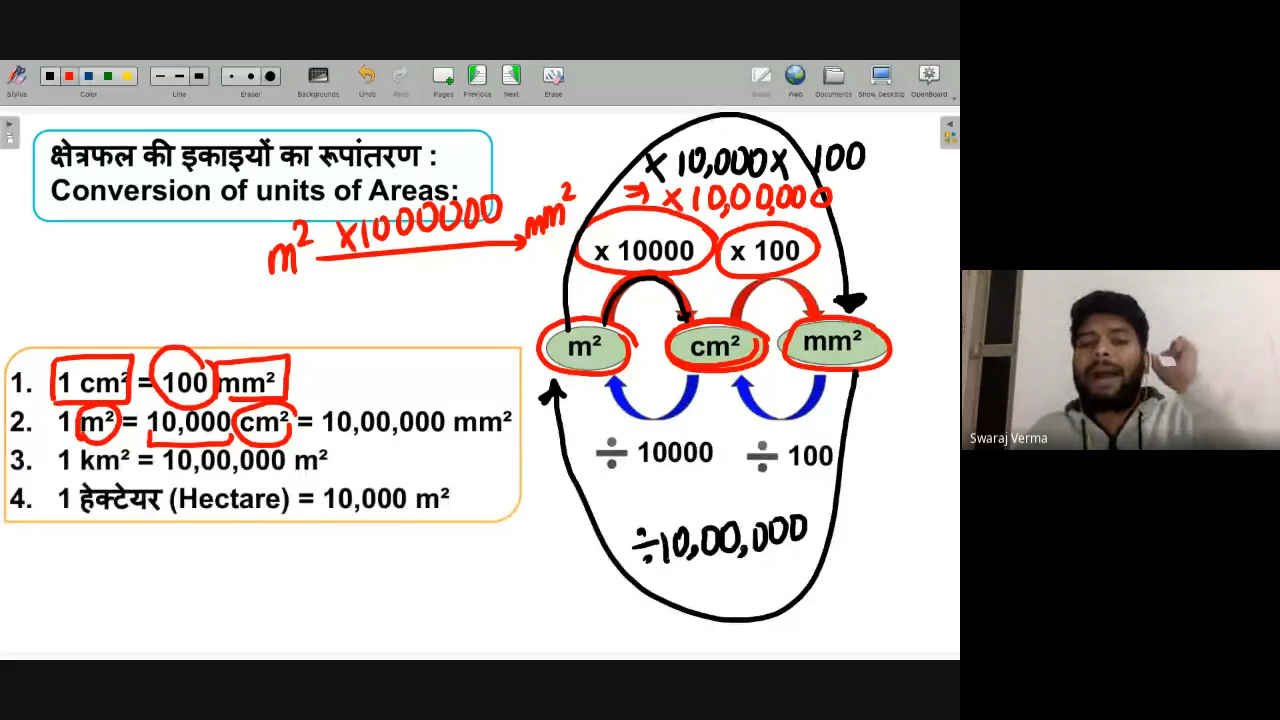 Stylus
Color
Line
Eraser
Backgrounds
Undo
Redo
Pages
Previous
Next
Erase
Web
Documents
Show Desktop
OpenBoard
क्षेत्रफल की इकाइयों का रूपांतरण :
Conversion of units of Areas:
m² ×1000000 mm²
× 10,000 × 100
⇒ × 10,00,000
x 10000 x 100
m² cm² mm²
÷ 10000 ÷ 100
÷10,00,000
1. 1 cm² = 100 mm²
2. 1 m² = 10,000 cm² = 10,00,000 mm²
3. 1 km² = 10,00,000 m²
4. 1 हेक्टेयर (Hectare) = 10,000 m²
Swaraj Verma